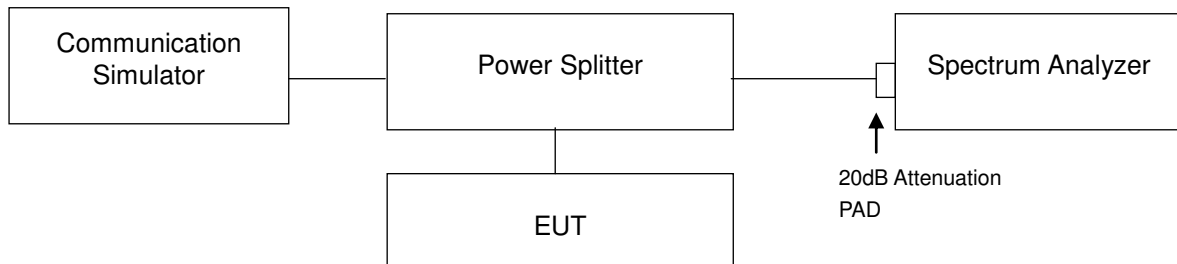 Communication
Simulator
Power Splitter
Spectrum Analyzer
20dB Attenuation
PAD
EUT